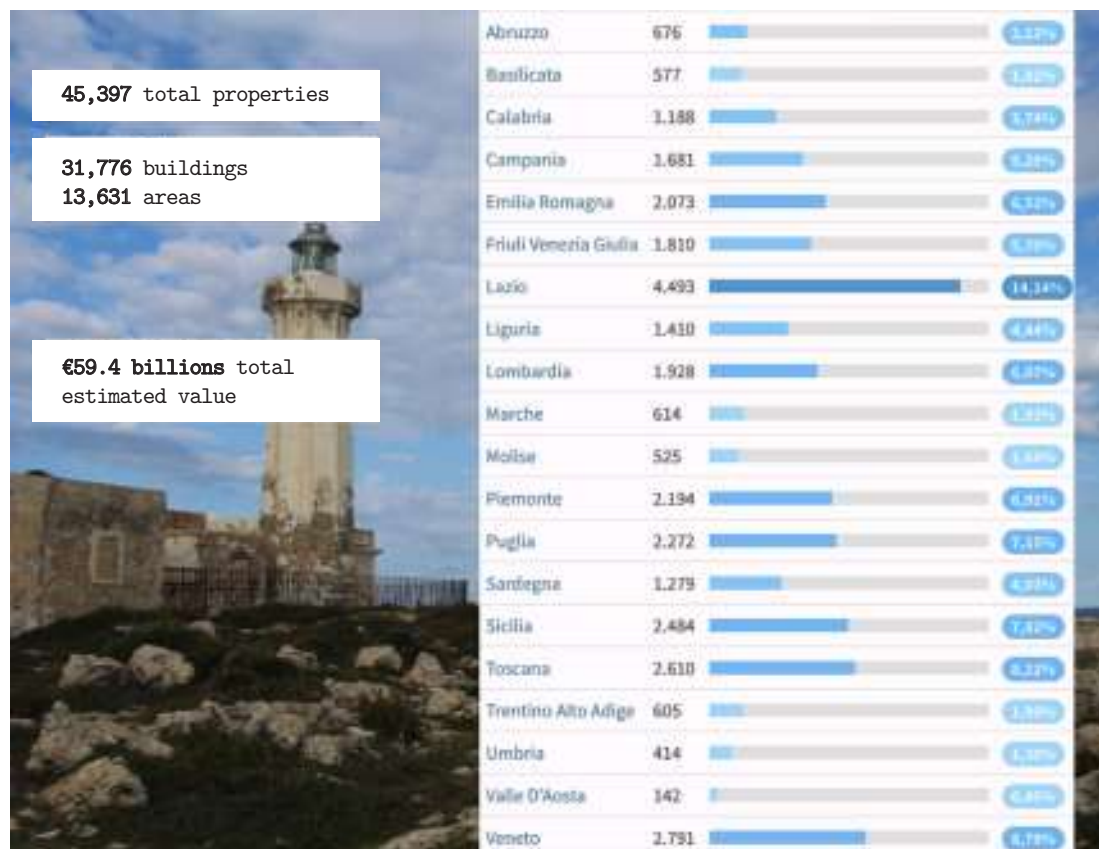 45,397 total properties
31,776 buildings
13,631 areas
€59.4 billions total
estimated value
Abruzzo 676
Basilicata 577
Calabria 1.188
Campania 1.681
Emilia Romagna 2.073 6,52%
Friuli Venezia Giulia 1.810
Lazio 4.493 14,14%
Liguria 1.410
Lombardia 1.928
Marche 614
Molise 525
Piemonte 2.194
Puglia 2.272
Sardegna 1.279
Sicilia 2.484
Toscana 2.610
Trentino Alto Adige 605
Umbria 414
Valle D'Aosta 142
Veneto 2.791 8,78%